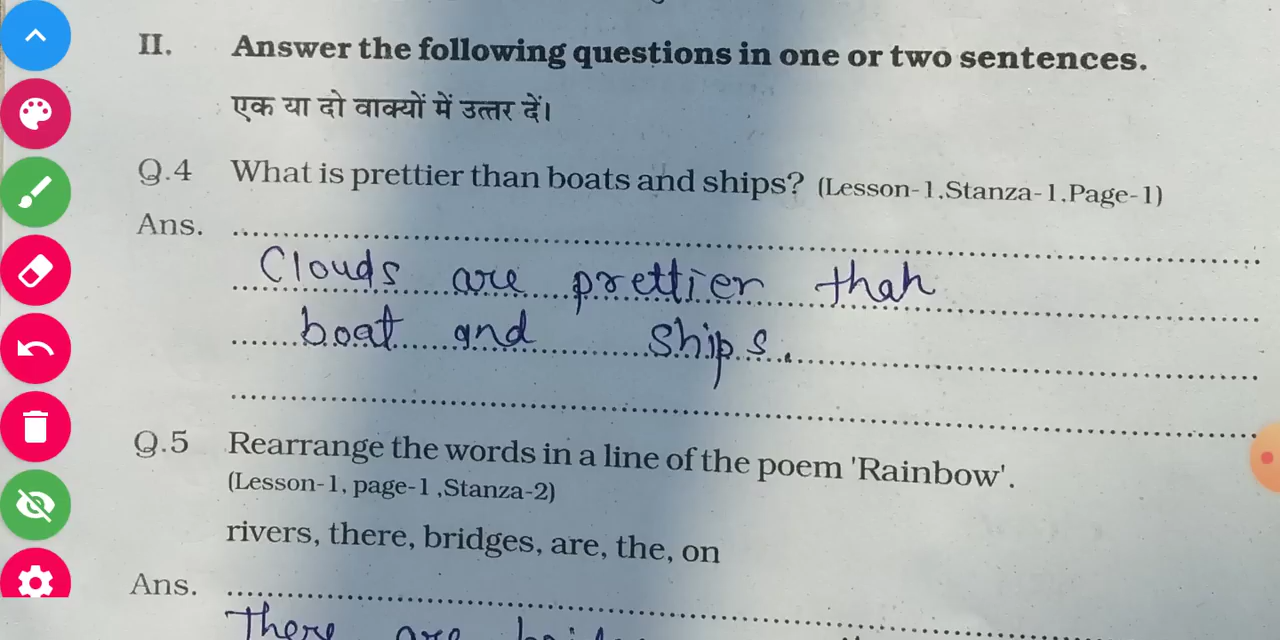 II. Answer the following questions in one or two sentences.
एक या दो वाक्यों में उत्तर दें।
Q.4 What is prettier than boats and ships? (Lesson-1,Stanza-1.Page-1)
Ans.
Clouds are prettier than
boat and ships.
Q.5 Rearrange the words in a line of the poem 'Rainbow'.
(Lesson-1, page-1 ,Stanza-2)
rivers, there, bridges, are, the, on
Ans.
There are